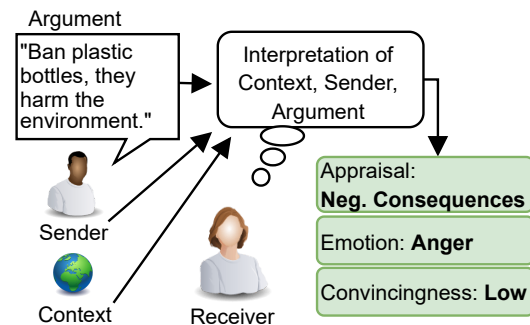 Argument
"Ban plastic
bottles, they
harm the
environment."
Interpretation of
Context, Sender,
Argument
Sender
Context
Receiver
Appraisal:
Neg. Consequences
Emotion: Anger
Convincingness: Low